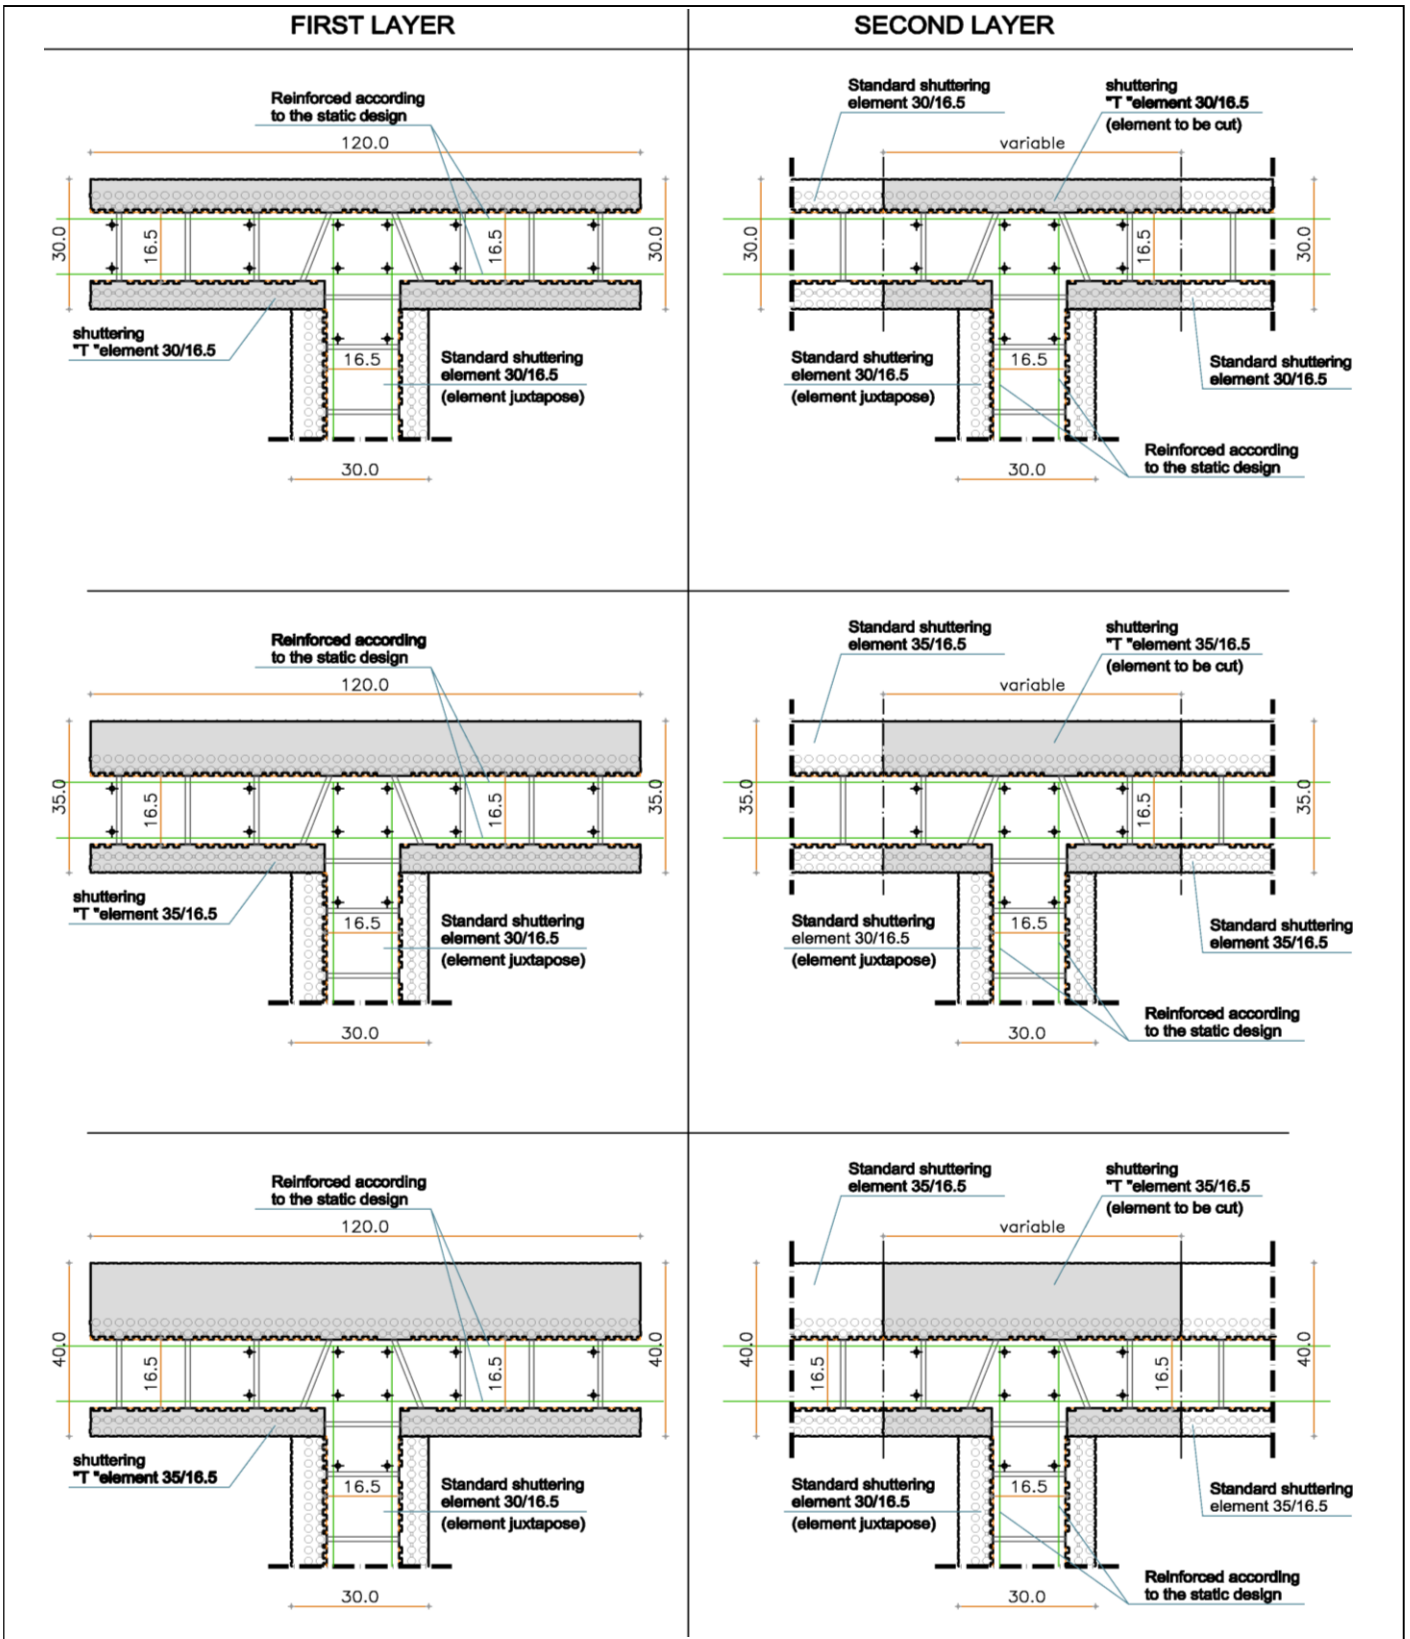 FIRST LAYER
SECOND LAYER
Reinforced according
to the static design
120.0
30.0
16.5
16.5
30.0
shuttering
"T "element 30/16.5
16.5
Standard shuttering
element 30/16.5
(element juxtapose)
30.0
Standard shuttering
element 30/16.5
shuttering
"T "element 30/16.5
(element to be cut)
variable
30.0
16.5
30.0
Standard shuttering
element 30/16.5
(element juxtapose)
16.5
Standard shuttering
element 30/16.5
Reinforced according
to the static design
30.0
Reinforced according
to the static design
120.0
35.0
16.5
16.5
35.0
shuttering
"T "element 35/16.5
16.5
Standard shuttering
element 30/16.5
(element juxtapose)
30.0
Standard shuttering
element 35/16.5
shuttering
"T "element 35/16.5
(element to be cut)
variable
35.0
16.5
35.0
Standard shuttering
element 30/16.5
(element juxtapose)
16.5
Standard shuttering
element 35/16.5
Reinforced according
to the static design
30.0
Reinforced according
to the static design
120.0
40.0
16.5
16.5
40.0
shuttering
"T "element 35/16.5
16.5
Standard shuttering
element 30/16.5
(element juxtapose)
30.0
Standard shuttering
element 35/16.5
shuttering
"T "element 35/16.5
(element to be cut)
variable
40.0
16.5
16.5
40.0
Standard shuttering
element 30/16.5
(element juxtapose)
16.5
Standard shuttering
element 35/16.5
Reinforced according
to the static design
30.0